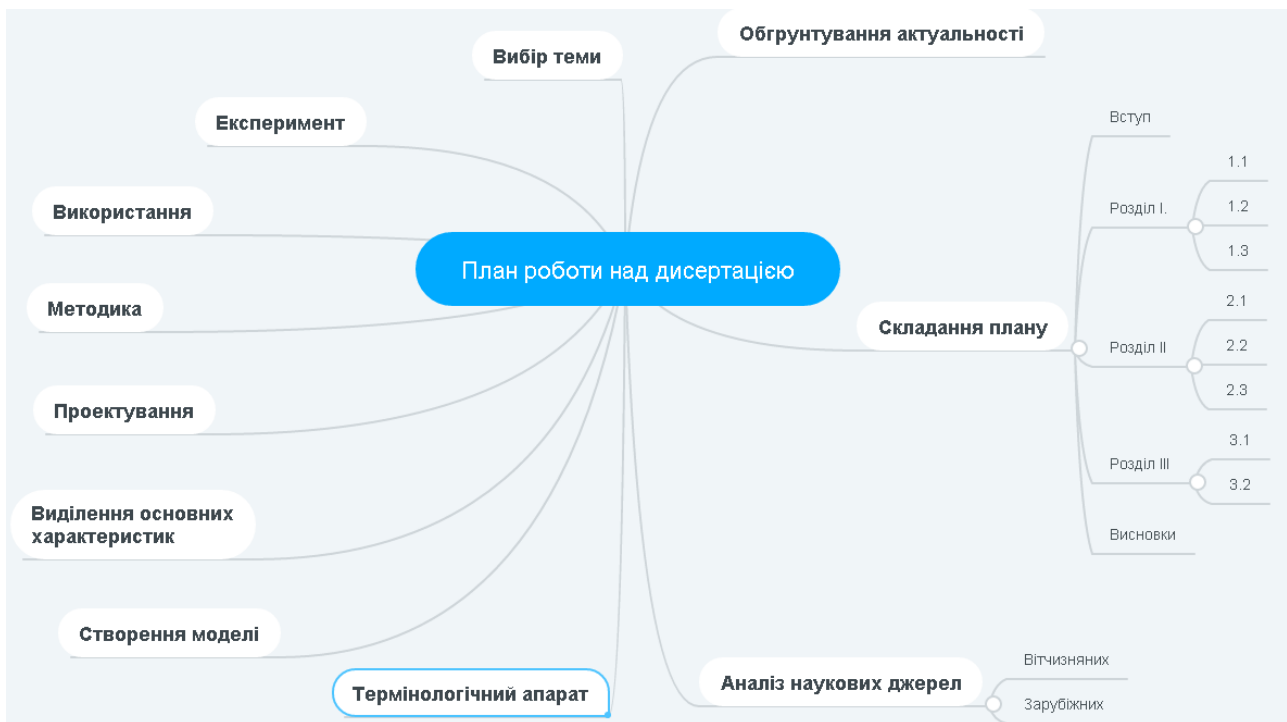 План роботи над дисертацією
Вибір теми
Обгрунтування актуальності
Складання плану
Вступ
Розділ I.
1.1
1.2
1.3
Розділ II
2.1
2.2
2.3
Розділ III
3.1
3.2
Висновки
Аналіз наукових джерел
Вітчизняних
Зарубіжних
Термінологічний апарат
Створення моделі
Виділення основних
характеристик
Проектування
Методика
Використання
Експеримент